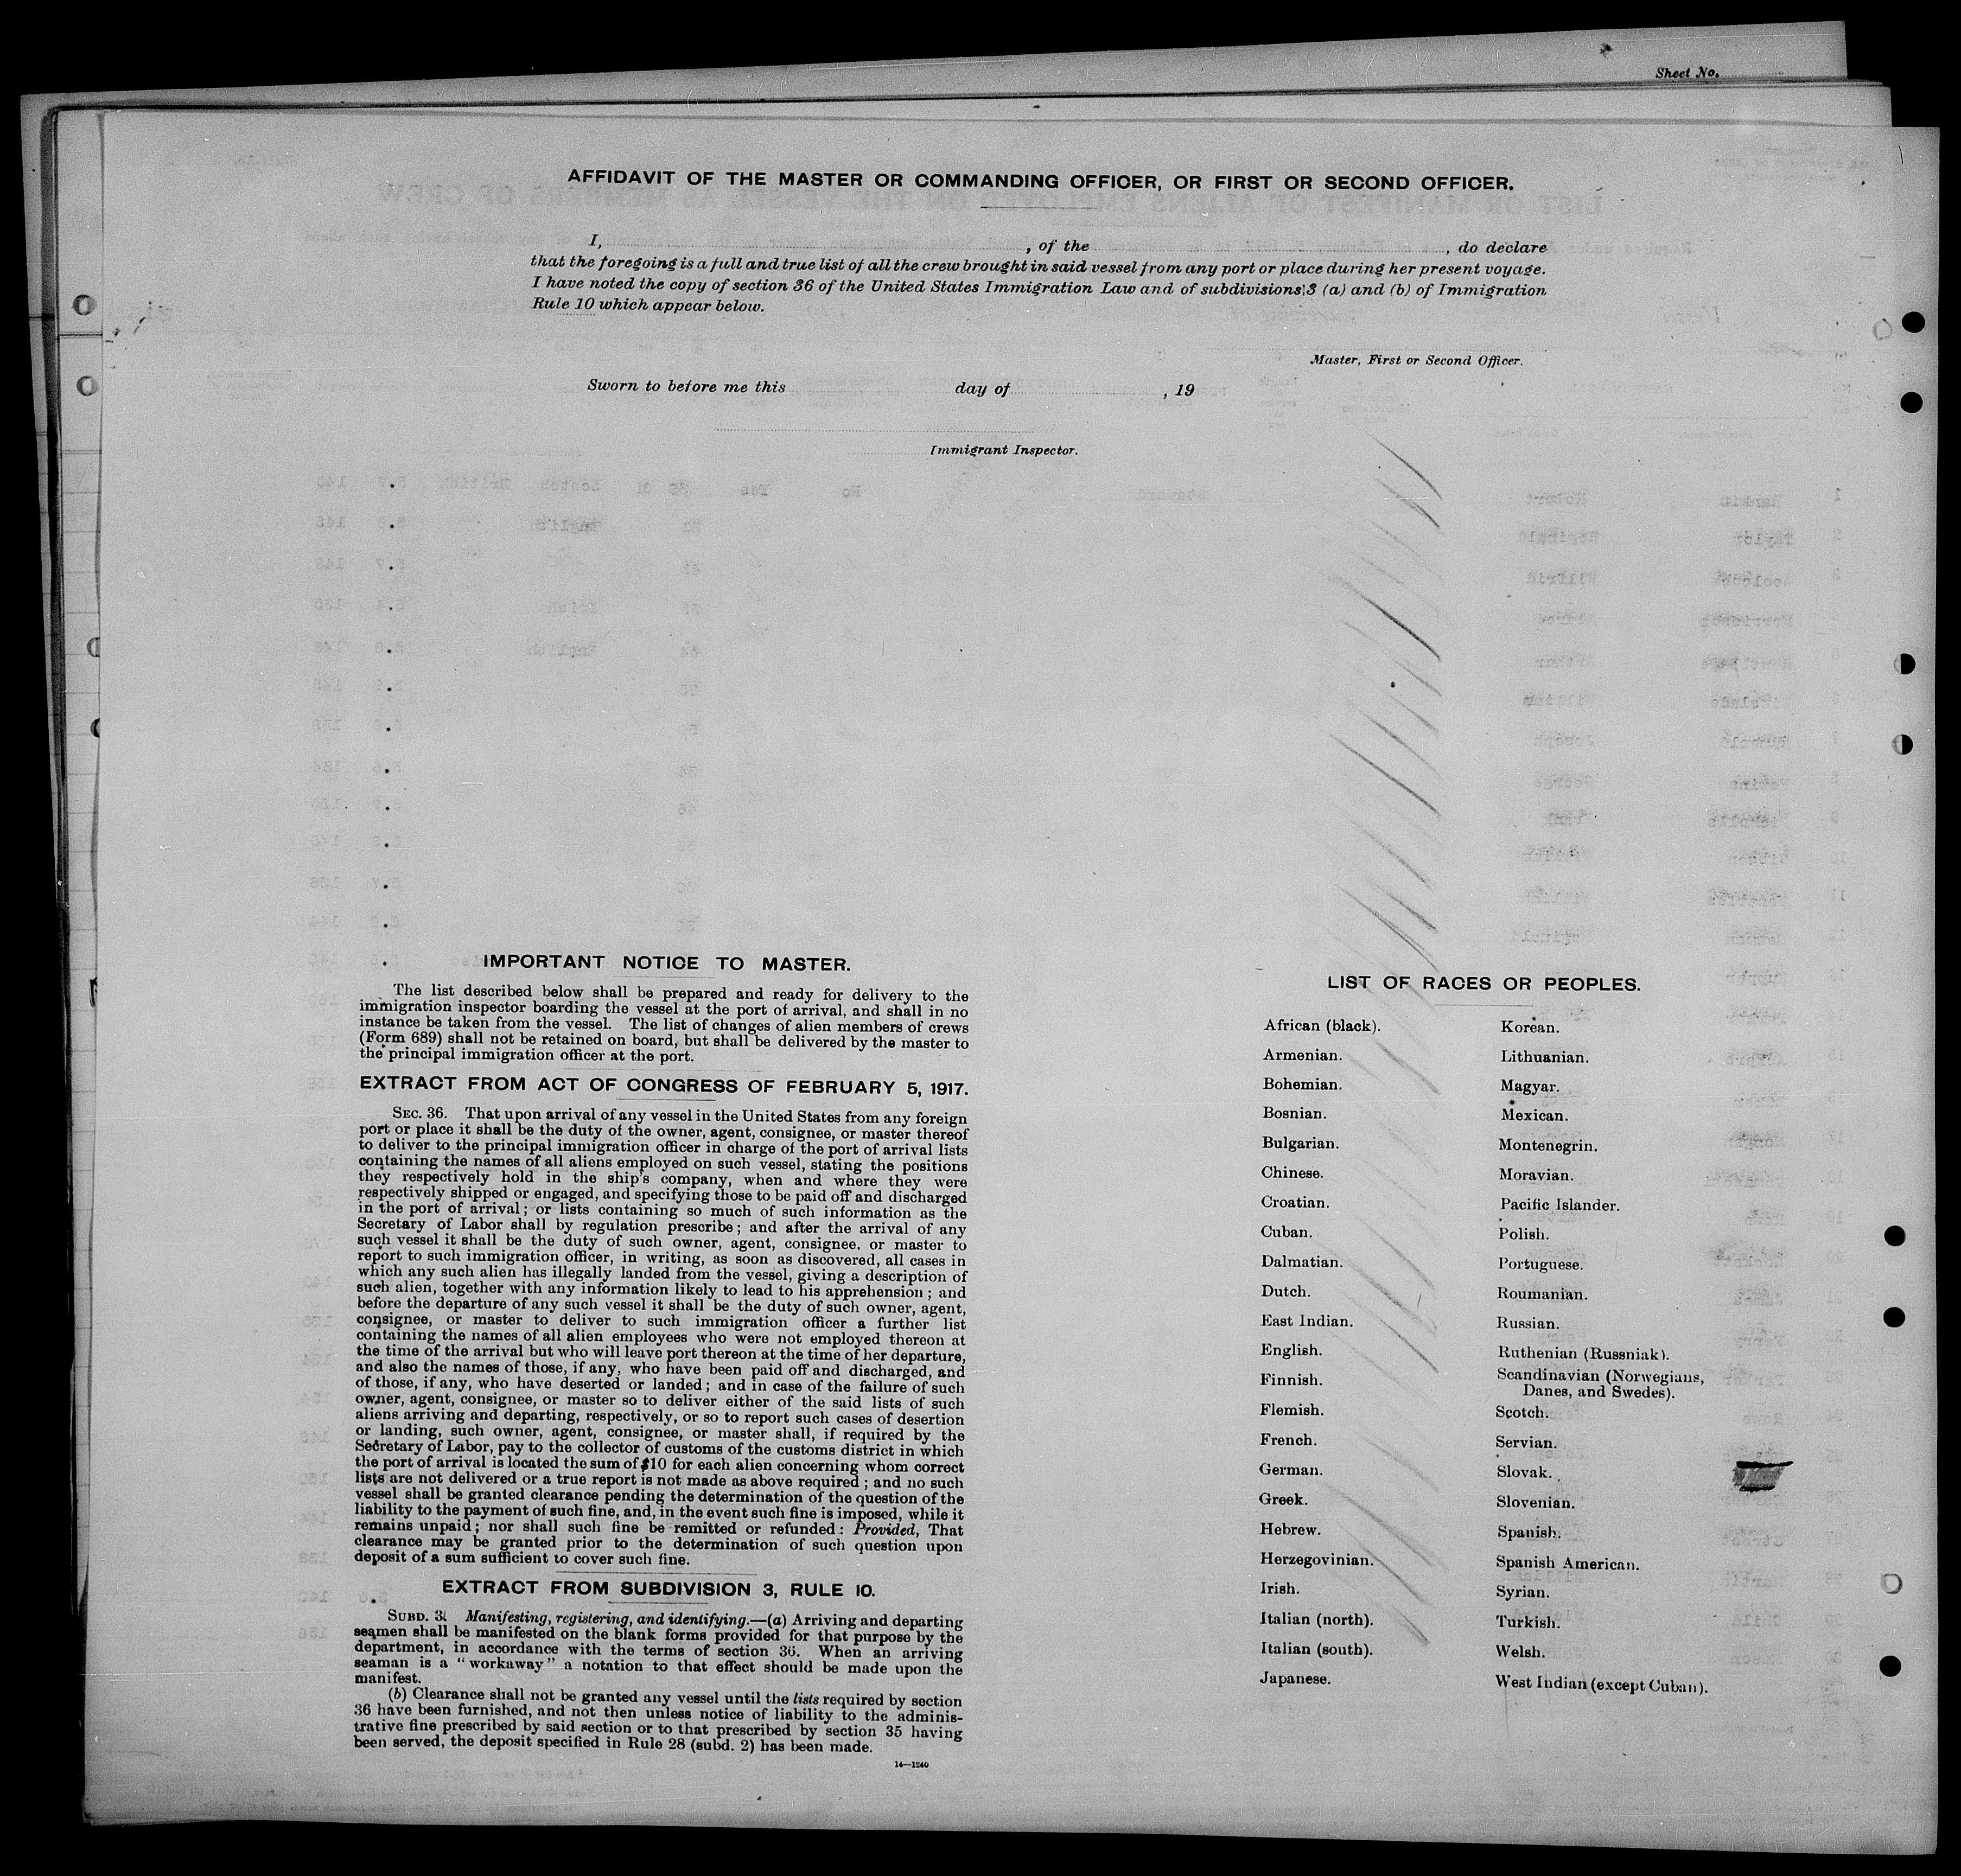 Sheet No.
AFFIDAVIT OF THE MASTER OR COMMANDING OFFICER, OR FIRST OR SECOND OFFICER.
I, , of the , do declare
that the foregoing is a full and true list of all the crew brought in said vessel from any port or place during her present voyage.
I have noted the copy of section 36 of the United States Immigration Law and of subdivisions 3 (a) and (b) of Immigration
Rule 10 which appear below.
Master, First or Second Officer.
Sworn to before me this day of , 19
Immigrant Inspector.
IMPORTANT NOTICE TO MASTER.
The list described below shall be prepared and ready for delivery to the
immigration inspector boarding the vessel at the port of arrival, and shall in no
instance be taken from the vessel. The list of changes of alien members of crews
(Form 689) shall not be retained on board, but shall be delivered by the master to
the principal immigration officer at the port.
EXTRACT FROM ACT OF CONGRESS OF FEBRUARY 5, 1917.
SEC. 36. That upon arrival of any vessel in the United States from any foreign
port or place it shall be the duty of the owner, agent, consignee, or master thereof
to deliver to the principal immigration officer in charge of the port of arrival lists
containing the names of all aliens employed on such vessel, stating the positions
they respectively hold in the ship's company, when and where they were
respectively shipped or engaged, and specifying those to be paid off and discharged
in the port of arrival; or lists containing so much of such information as the
Secretary of Labor shall by regulation prescribe; and after the arrival of any
such vessel it shall be the duty of such owner, agent, consignee, or master to
report to such immigration officer, in writing, as soon as discovered, all cases in
which any such alien has illegally landed from the vessel, giving a description of
such alien, together with any information likely to lead to his apprehension; and
before the departure of any such vessel it shall be the duty of such owner, agent,
consignee, or master to deliver to such immigration officer a further list
containing the names of all alien employees who were not employed thereon at
the time of the arrival but who will leave port thereon at the time of her departure,
and also the names of those, if any, who have been paid off and discharged, and
of those, if any, who have deserted or landed; and in case of the failure of such
owner, agent, consignee, or master so to deliver either of the said lists of such
aliens arriving and departing, respectively, or so to report such cases of desertion
or landing, such owner, agent, consignee, or master shall, if required by the
Secretary of Labor, pay to the collector of customs of the customs district in which
the port of arrival is located the sum of $10 for each alien concerning whom correct
lists are not delivered or a true report is not made as above required; and no such
vessel shall be granted clearance pending the determination of the question of the
liability to the payment of such fine, and, in the event such fine is imposed, while it
remains unpaid; nor shall such fine be remitted or refunded: Provided, That
clearance may be granted prior to the determination of such question upon
deposit of a sum sufficient to cover such fine.
EXTRACT FROM SUBDIVISION 3, RULE 10.
SUBD. 3. Manifesting, registering, and identifying.—(a) Arriving and departing
seamen shall be manifested on the blank forms provided for that purpose by the
department, in accordance with the terms of section 36. When an arriving
seaman is a "workaway" a notation to that effect should be made upon the
manifest.
(b) Clearance shall not be granted any vessel until the lists required by section
36 have been furnished, and not then unless notice of liability to the adminis-
trative fine prescribed by said section or to that prescribed by section 35 having
been served, the deposit specified in Rule 28 (subd. 2) has been made.
14—1240
LIST OF RACES OR PEOPLES.
African (black).
Armenian.
Bohemian.
Bosnian.
Bulgarian.
Chinese.
Croatian.
Cuban.
Dalmatian.
Dutch.
East Indian.
English.
Finnish.
Flemish.
French.
German.
Greek.
Hebrew.
Herzegovinian.
Irish.
Italian (north).
Italian (south).
Japanese.
Korean.
Lithuanian.
Magyar.
Mexican.
Montenegrin.
Moravian.
Pacific Islander.
Polish.
Portuguese.
Roumanian.
Russian.
Ruthenian (Russniak).
Scandinavian (Norwegians,
Danes, and Swedes).
Scotch.
Servian.
Slovak.
Slovenian.
Spanish.
Spanish American.
Syrian.
Turkish.
Welsh.
West Indian (except Cuban).